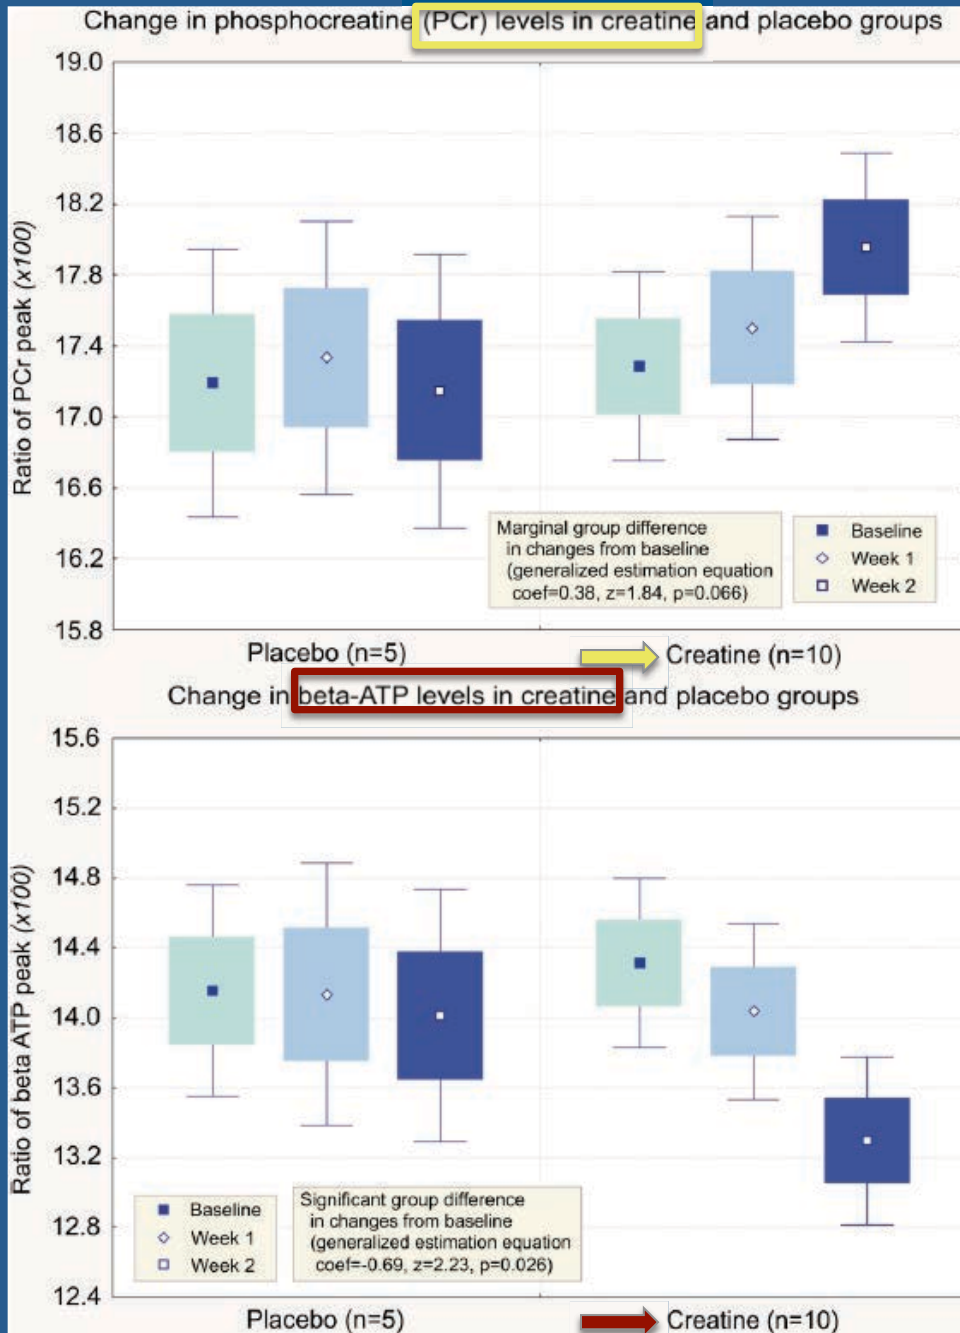 Change in phosphocreatine (PCr) levels in creatine and placebo groups
19.0
18.6
18.2
17.8
17.4
17.0
16.6
16.2
15.8
Ratio of PCr peak (x100)
Marginal group difference
in changes from baseline
(generalized estimation equation
coef=0.38, z=1.84, p=0.066)
Baseline
Week 1
Week 2
Placebo (n=5)
Creatine (n=10)
Change in beta-ATP levels in creatine and placebo groups
15.6
15.2
14.8
14.4
14.0
13.6
13.2
12.8
12.4
Ratio of beta ATP peak (x100)
Baseline
Week 1
Week 2
Significant group difference
in changes from baseline
(generalized estimation equation
coef=-0.69, z=2.23, p=0.026)
Placebo (n=5)
Creatine (n=10)